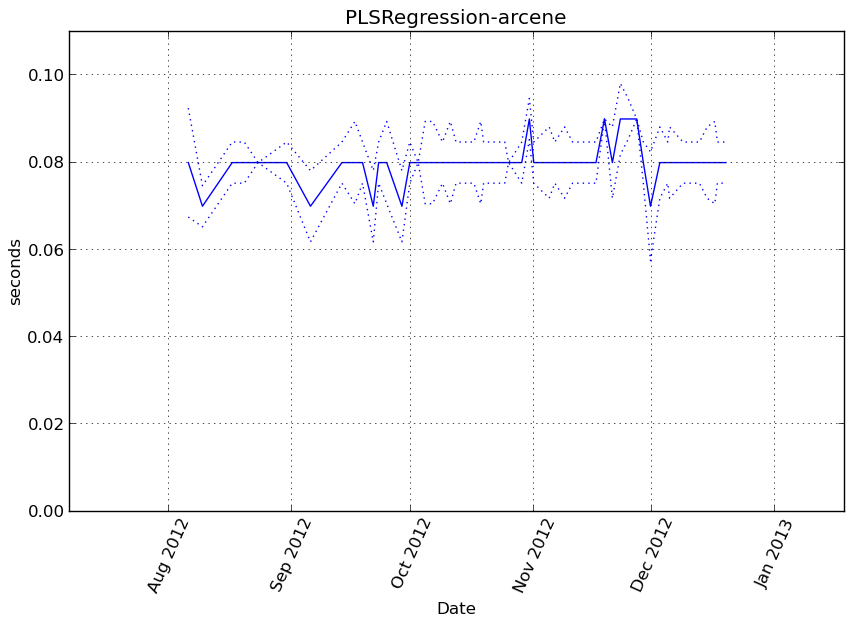 PLSRegression-arcene
0.10
0.08
0.06
0.04
0.02
0.00
seconds
Aug 2012
Sep 2012
Oct 2012
Nov 2012
Dec 2012
Jan 2013
Date